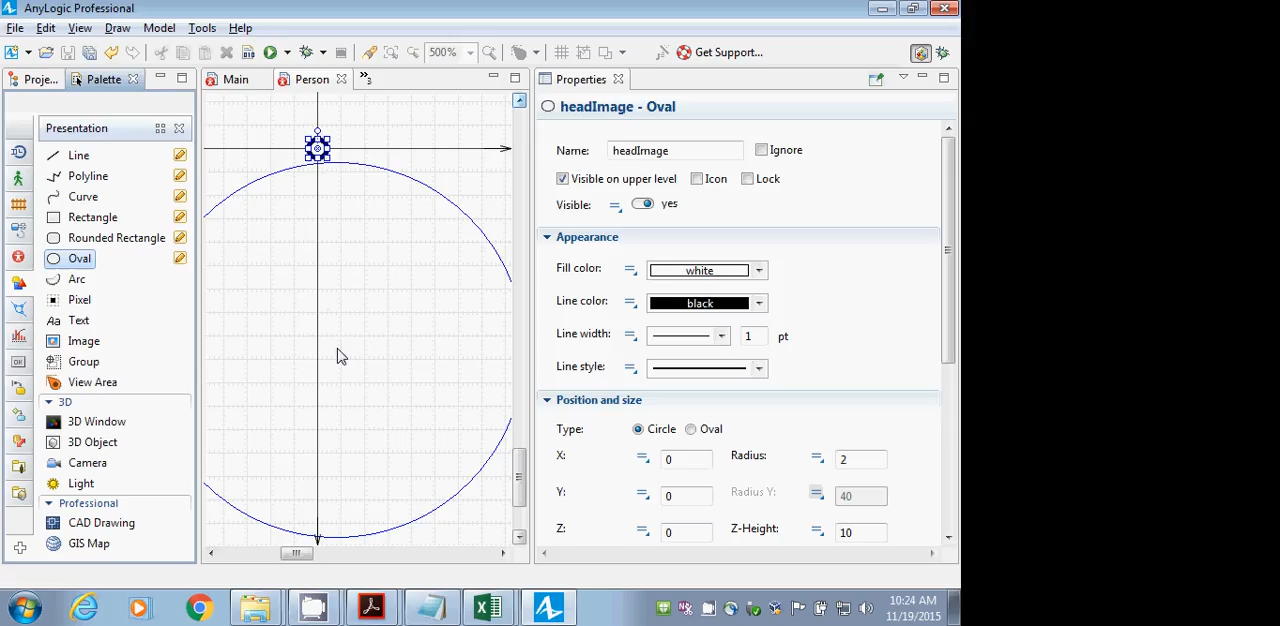 AnyLogic Professional
File Edit View Draw Model Tools Help
500% Get Support...
Proje... Palette Main Person 3 Properties
Presentation
Line
Polyline
Curve
Rectangle
Rounded Rectangle
Oval
Arc
Pixel
Text
Image
Group
View Area
3D
3D Window
3D Object
Camera
Light
Professional
CAD Drawing
GIS Map
headImage - Oval
Name: headImage Ignore
Visible on upper level Icon Lock
Visible: yes
Appearance
Fill color: white
Line color: black
Line width: 1 pt
Line style:
Position and size
Type: Circle Oval
X: 0 Radius: 2
Y: 0 Radius Y: 40
Z: 0 Z-Height: 10
10:24 AM
11/19/2015